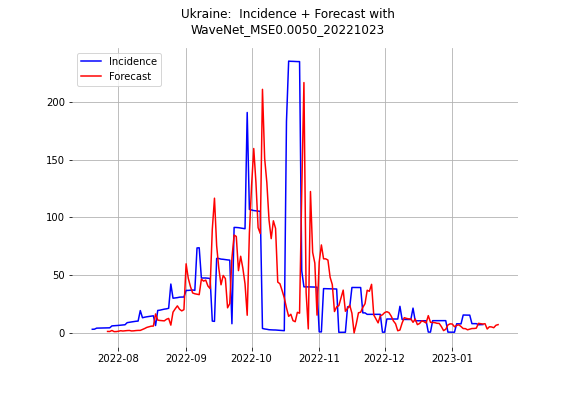 Ukraine:  Incidence + Forecast with
WaveNet_MSE0.0050_20221023
Incidence
Forecast
200
150
100
50
0
2022-08 2022-09 2022-10 2022-11 2022-12 2023-01